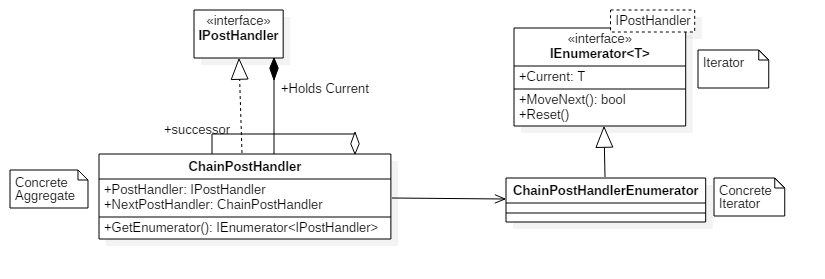 «interface»
IPostHandler
+Holds Current
+successor
ChainPostHandler
+PostHandler: IPostHandler
+NextPostHandler: ChainPostHandler
+GetEnumerator(): IEnumerator<IPostHandler>
Concrete
Aggregate
IPostHandler
«interface»
IEnumerator<T>
+Current: T
+MoveNext(): bool
+Reset()
Iterator
ChainPostHandlerEnumerator
Concrete
Iterator